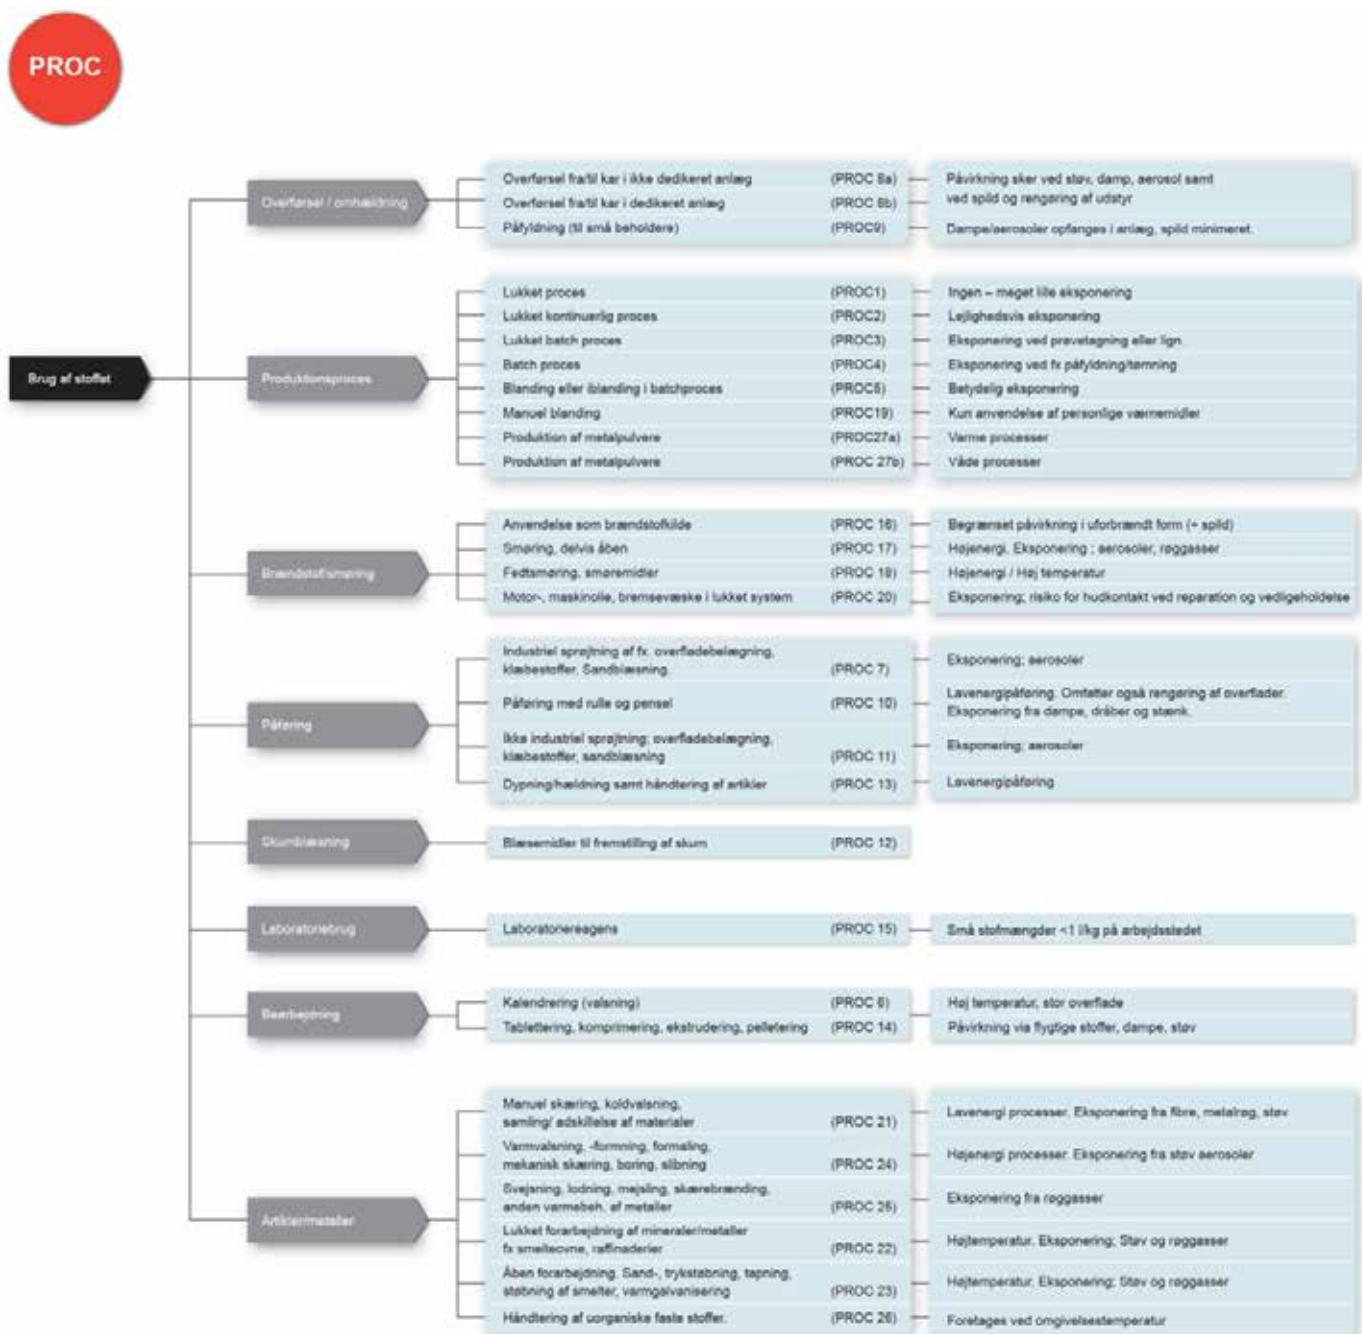 PROC
Brug af stoffet
Overførsel / omhældning
Overførsel fra/til kar i ikke dedikeret anlæg (PROC 8a)
Påvirkning sker ved støv, damp, aerosol samt
ved spild og rengøring af udstyr
Overførsel fra/til kar i dedikeret anlæg (PROC 8b)
Påfyldning (til små beholdere) (PROC9) Dampe/aerosoler opfanges i anlæg, spild minimeret.
Produktionsproces
Lukket proces (PROC1) Ingen – meget lille eksponering
Lukket kontinuerlig proces (PROC2) Lejlighedsvis eksponering
Lukket batch proces (PROC3) Eksponering ved prøvetagning eller lign.
Batch proces (PROC4) Eksponering ved fx påfyldning/tømning
Blanding eller iblanding i batchproces (PROC5) Betydelig eksponering
Manuel blanding (PROC19) Kun anvendelse af personlige værnemidler
Produktion af metalpulvere (PROC27a) Varme processer
Produktion af metalpulvere (PROC 27b) Våde processer
Brændstof/smøring
Anvendelse som brændstofkilde (PROC 16) Begrænset påvirkning i uforbrændt form (+ spild)
Smøring, delvis åben (PROC 17) Højenergi. Eksponering ; aerosoler, røggasser
Fedtsmøring, smøremidler (PROC 18) Højenergi / Høj temperatur
Motor-, maskinolie, bremsevæske i lukket system (PROC 20) Eksponering; risiko for hudkontakt ved reparation og vedligeholdelse
Påføring
Industriel sprøjtning af fx. overfladebelægning,
klæbestoffer. Sandblæsning. (PROC 7) Eksponering; aerosoler
Påføring med rulle og pensel (PROC 10)
Lavenergipåføring. Omfatter også rengøring af overflader.
Eksponering fra dampe, dråber og stænk.
Ikke industriel sprøjtning; overfladebelægning,
klæbestoffer, sandblæsning (PROC 11) Eksponering; aerosoler
Dypning/hældning samt håndtering af artikler (PROC 13) Lavenergipåføring
Skumblæsning
Blæsemidler til fremstilling af skum (PROC 12)
Laboratoriebrug
Laboratoriereagens (PROC 15) Små stofmængder <1 l/kg på arbejdsstedet
Bearbejdning
Kalendrering (valsning) (PROC 6) Høj temperatur, stor overflade
Tablettering, komprimering, ekstrudering, pelletering (PROC 14) Påvirkning via flygtige stoffer, dampe, støv
Artikler/metaller
Manuel skæring, koldvalsning,
samling/ adskillelse af materialer (PROC 21) Lavenergi processer. Eksponering fra fibre, metalrøg, støv
Varmvalsning, -formning, formaling,
mekanisk skæring, boring, slibning (PROC 24) Højenergi processer. Eksponering fra støv aerosoler
Svejsning, lodning, mejsling, skærebrænding,
anden varmebeh. af metaller (PROC 25) Eksponering fra røggasser
Lukket forarbejdning af mineraler/metaller
fx smelteovne, raffinaderier (PROC 22) Højtemperatur. Eksponering; Støv og røggasser
Åben forarbejdning. Sand-, trykstøbning, tapning,
støbning af smelter, varmgalvanisering (PROC 23) Højtemperatur. Eksponering; Støv og røggasser
Håndtering af uorganiske faste stoffer. (PROC 26) Foretages ved omgivelsestemperatur